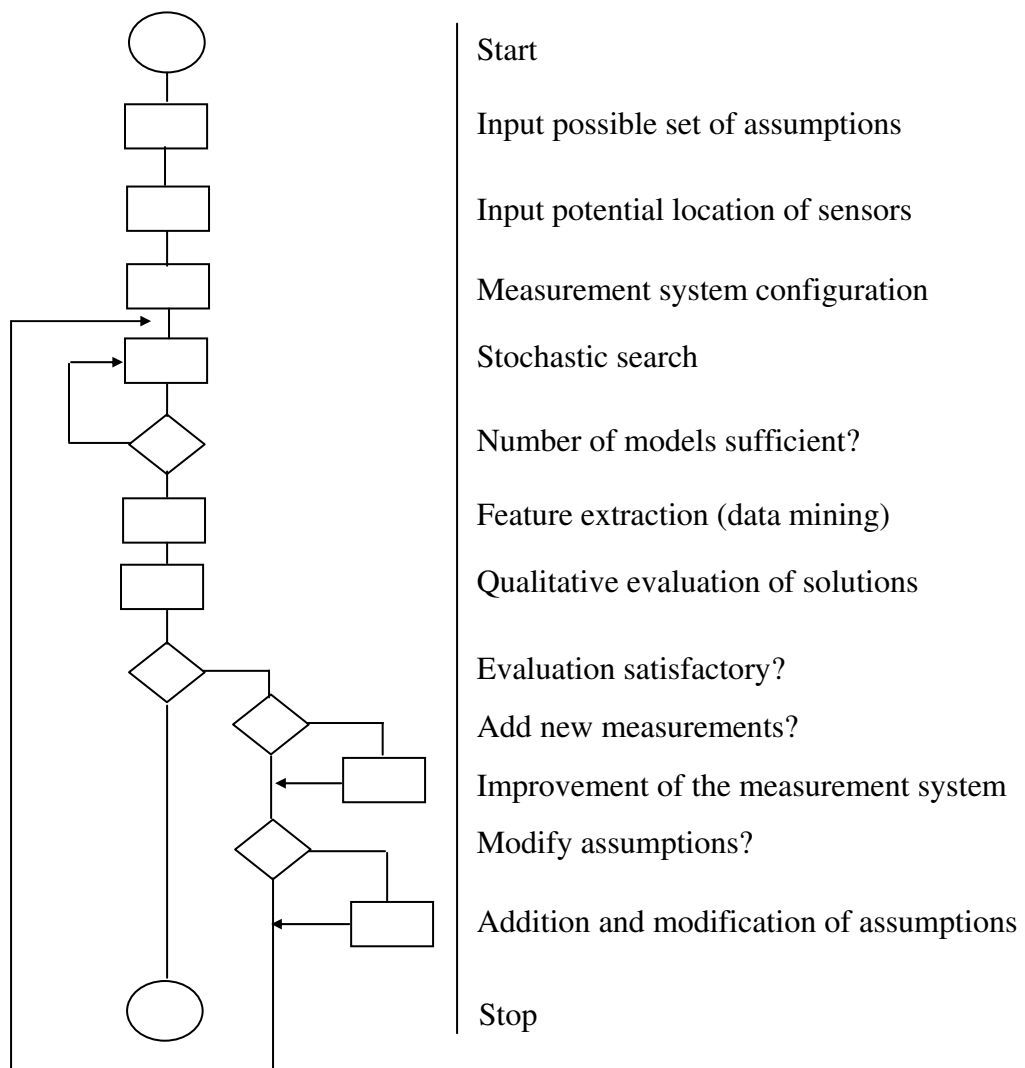 Start
Input possible set of assumptions
Input potential location of sensors
Measurement system configuration
Stochastic search
Number of models sufficient?
Feature extraction (data mining)
Qualitative evaluation of solutions
Evaluation satisfactory?
Add new measurements?
Improvement of the measurement system
Modify assumptions?
Addition and modification of assumptions
Stop